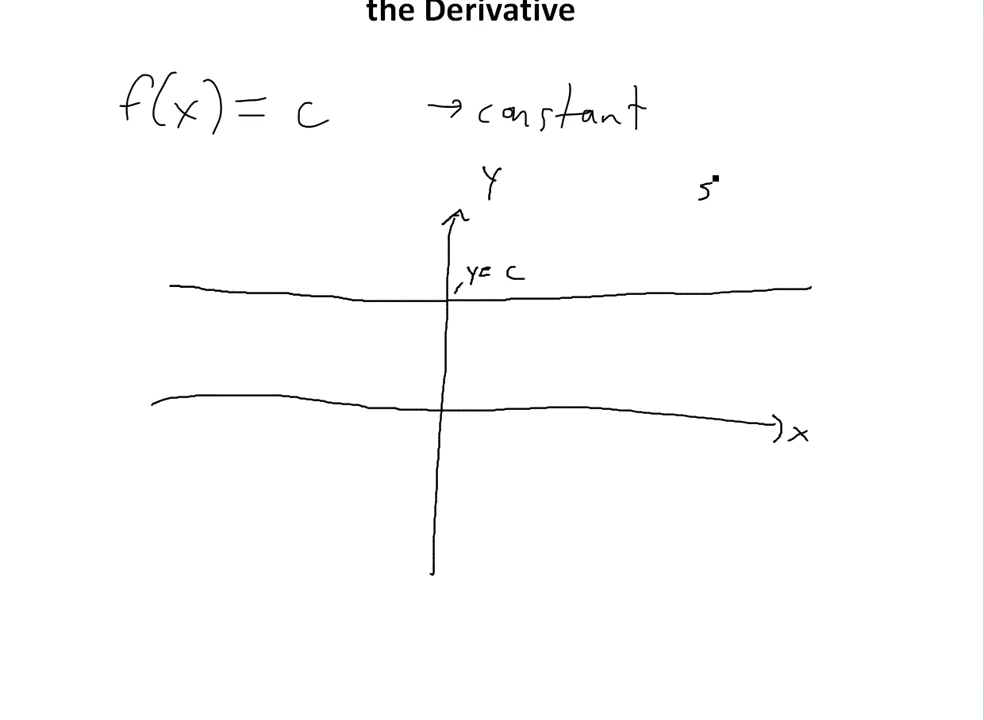 the Derivative
f(x) = c → constant
y
s
y = c
x